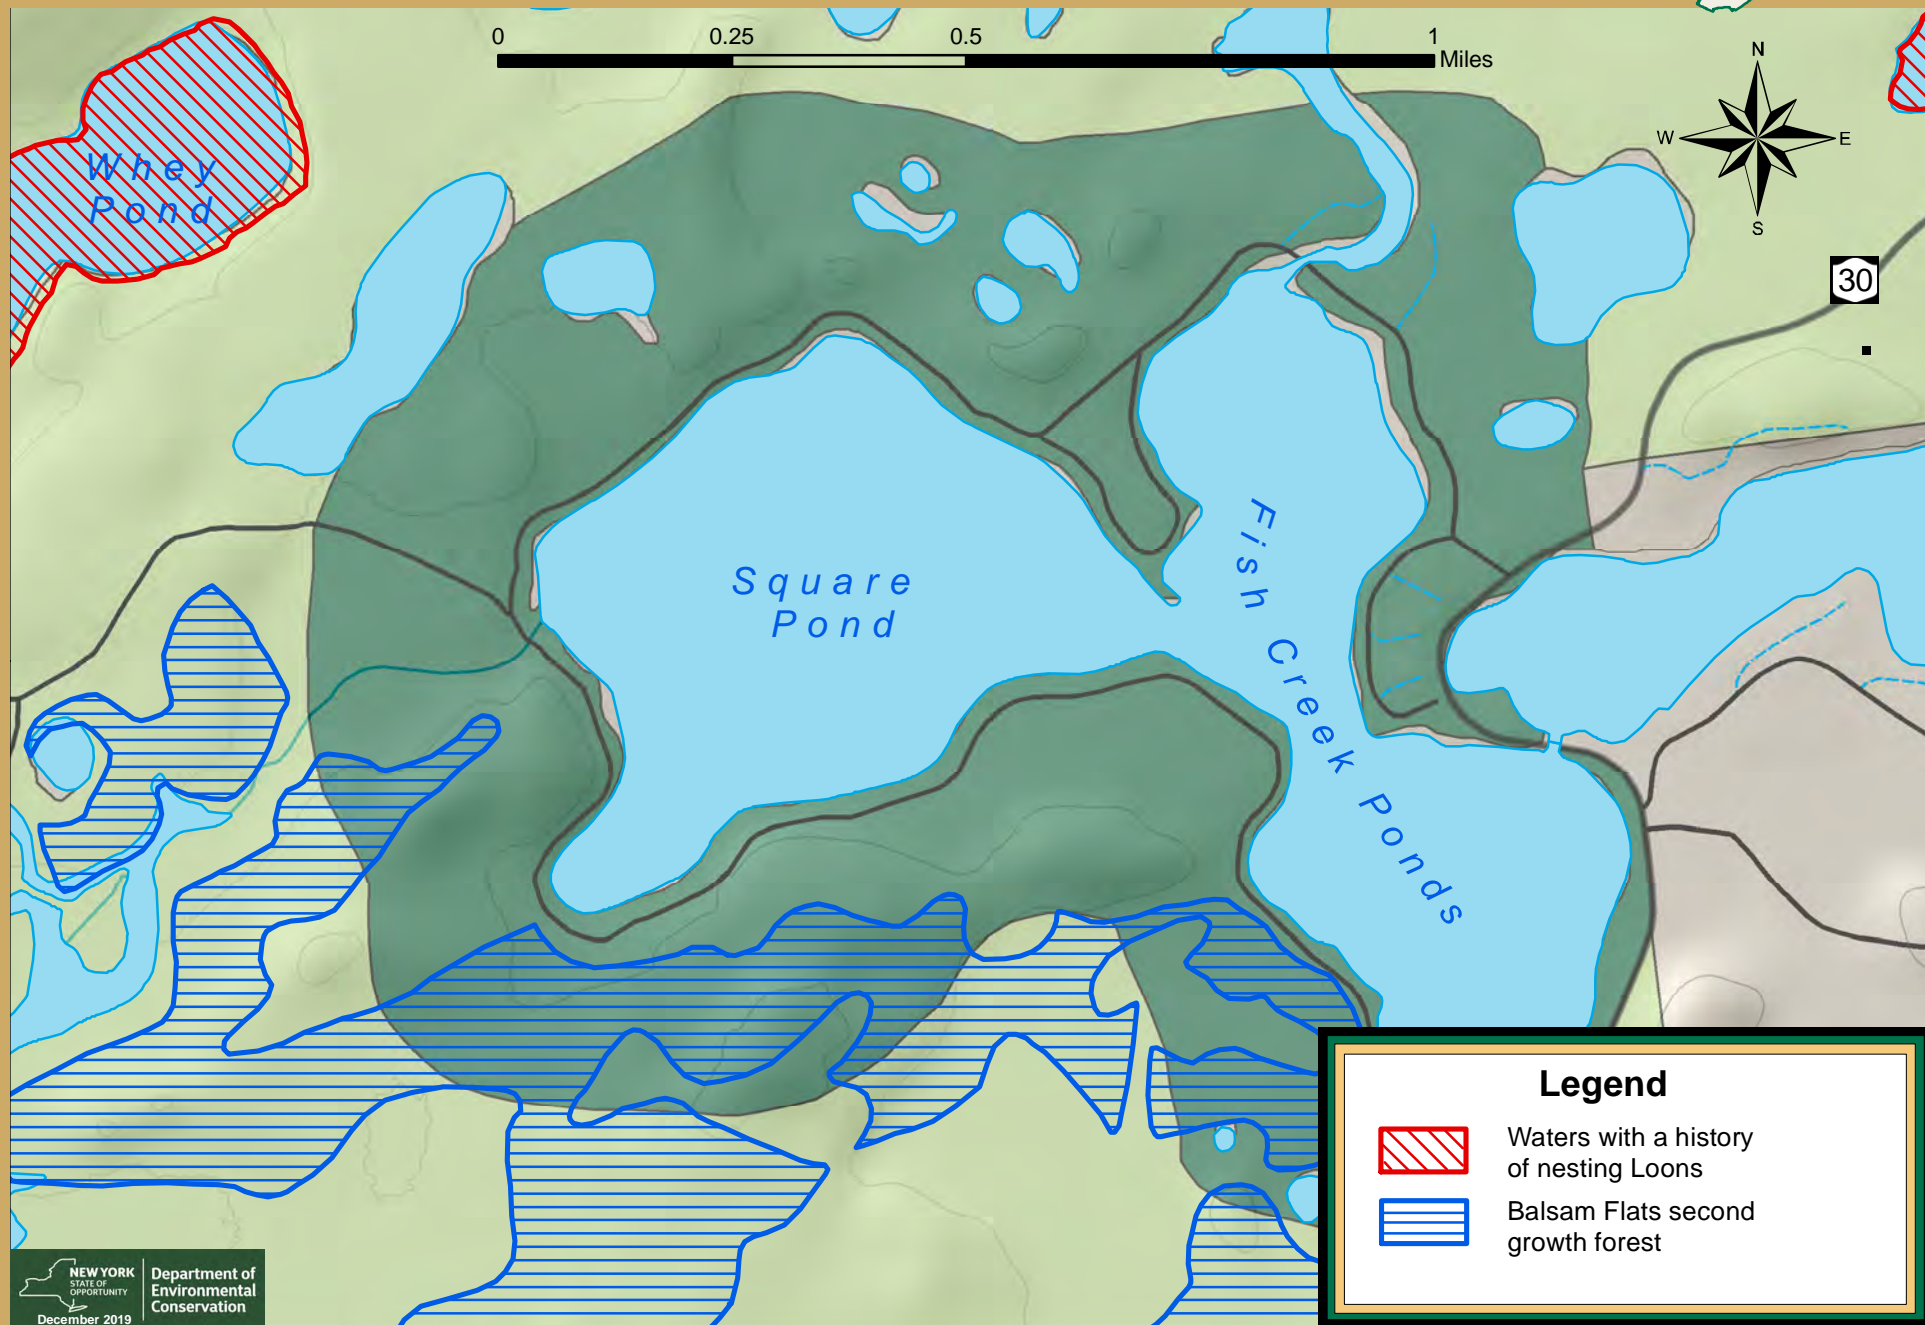 0 0.25 0.5 1
Miles
N
W E
S
30
Whey
Pond
Square
Pond
Fish Creek Ponds
Legend
Waters with a history
of nesting Loons
Balsam Flats second
growth forest
NEW YORK
STATE OF
OPPORTUNITY
Department of
Environmental
Conservation
December 2019